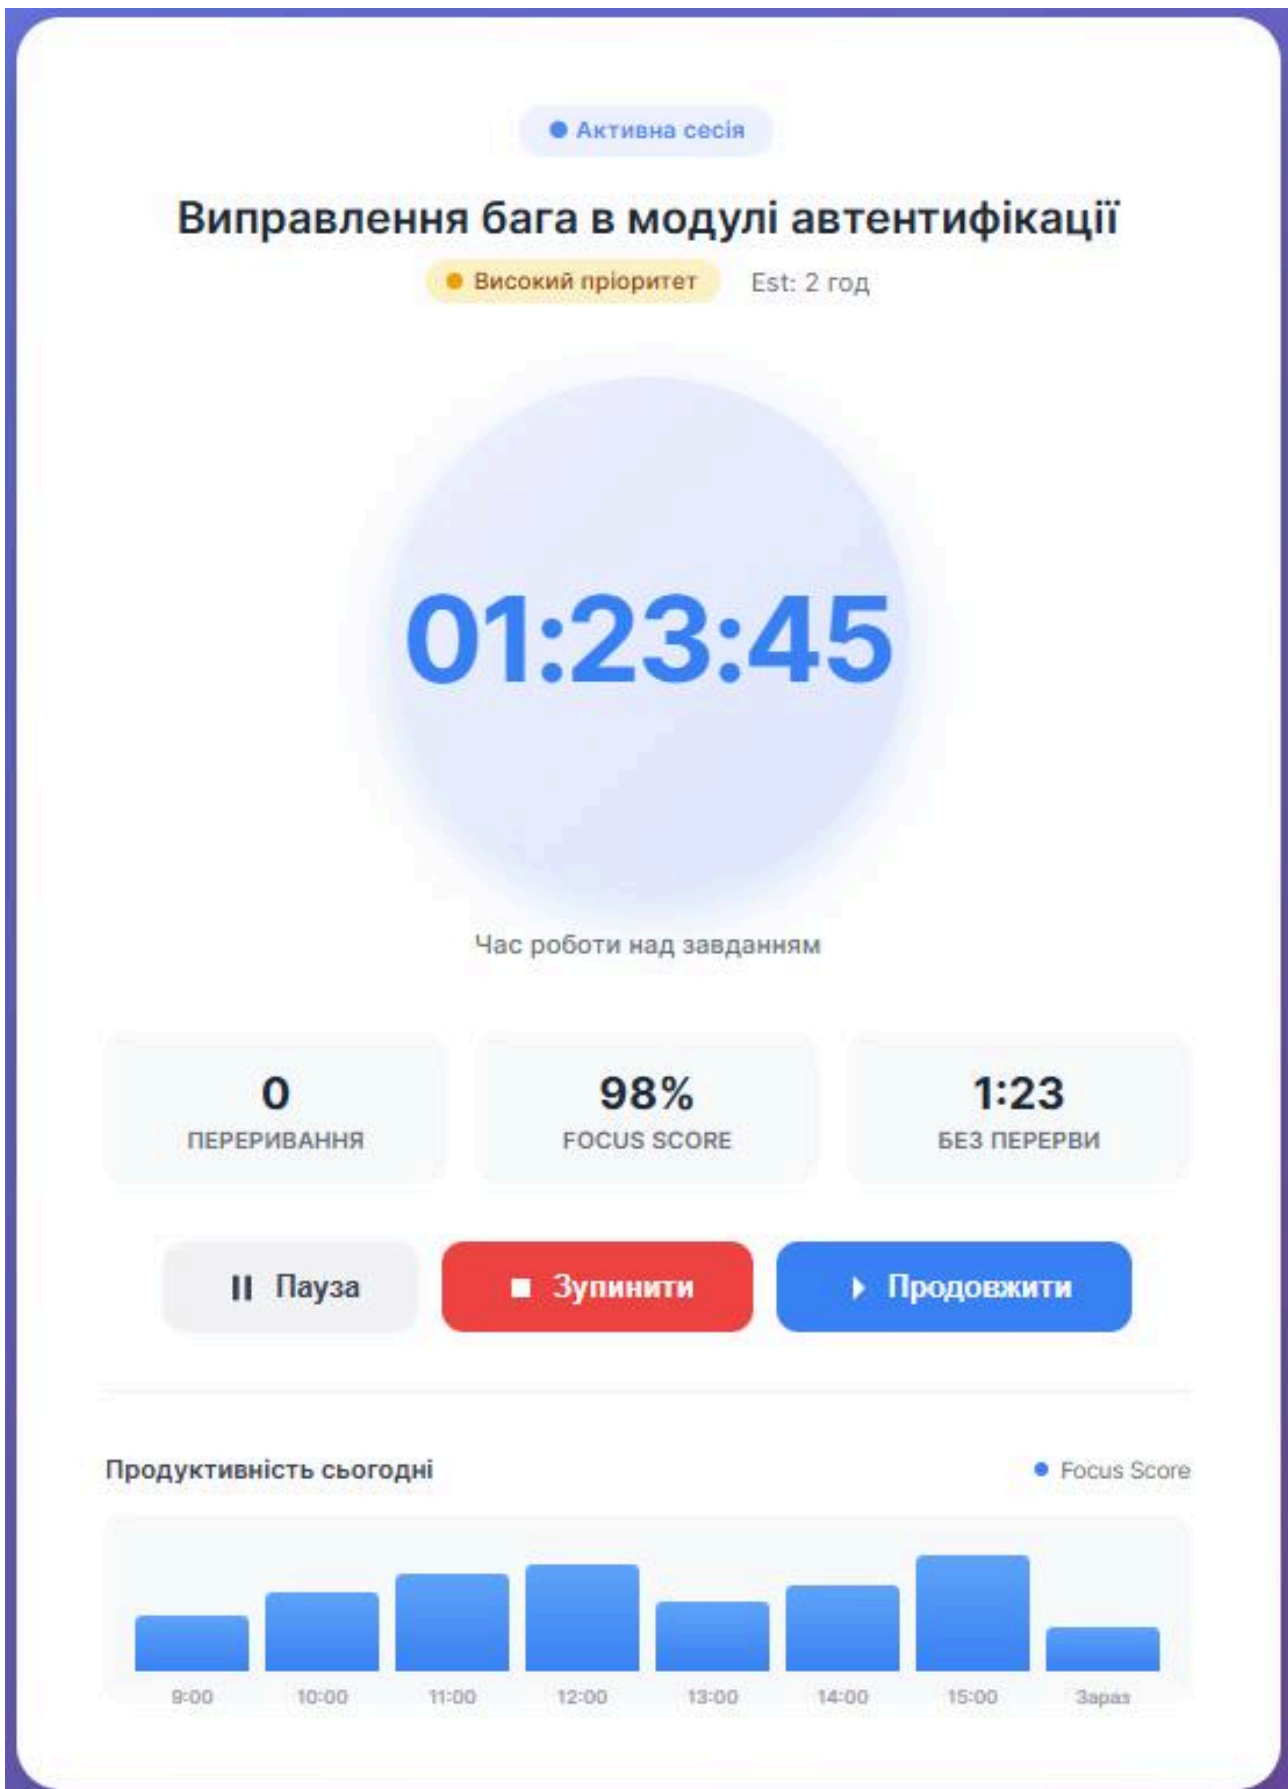 Активна сесія
Виправлення бага в модулі автентифікації
Високий пріоритет Est: 2 год
01:23:45
Час роботи над завданням
0 98% 1:23
ПЕРЕРИВАННЯ FOCUS SCORE БЕЗ ПЕРЕРВИ
Пауза Зупинити Продовжити
Продуктивність сьогодні Focus Score
9:00 10:00 11:00 12:00 13:00 14:00 15:00 Зараз